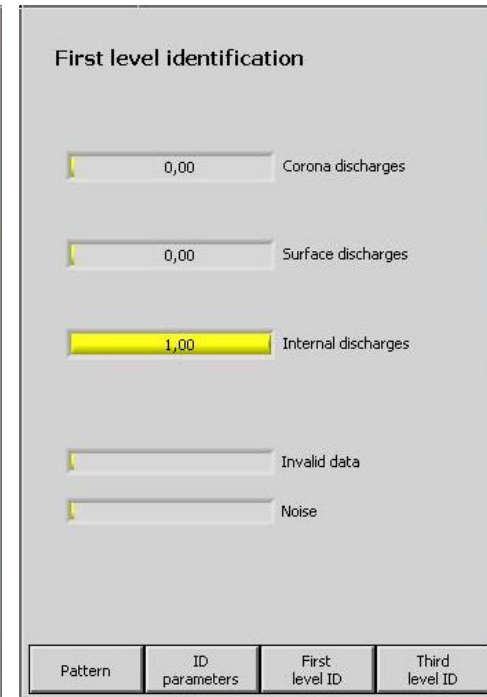 First level identification
0,00 Corona discharges
0,00 Surface discharges
1,00 Internal discharges
Invalid data
Noise
Pattern
ID
parameters
First
level ID
Third
level ID